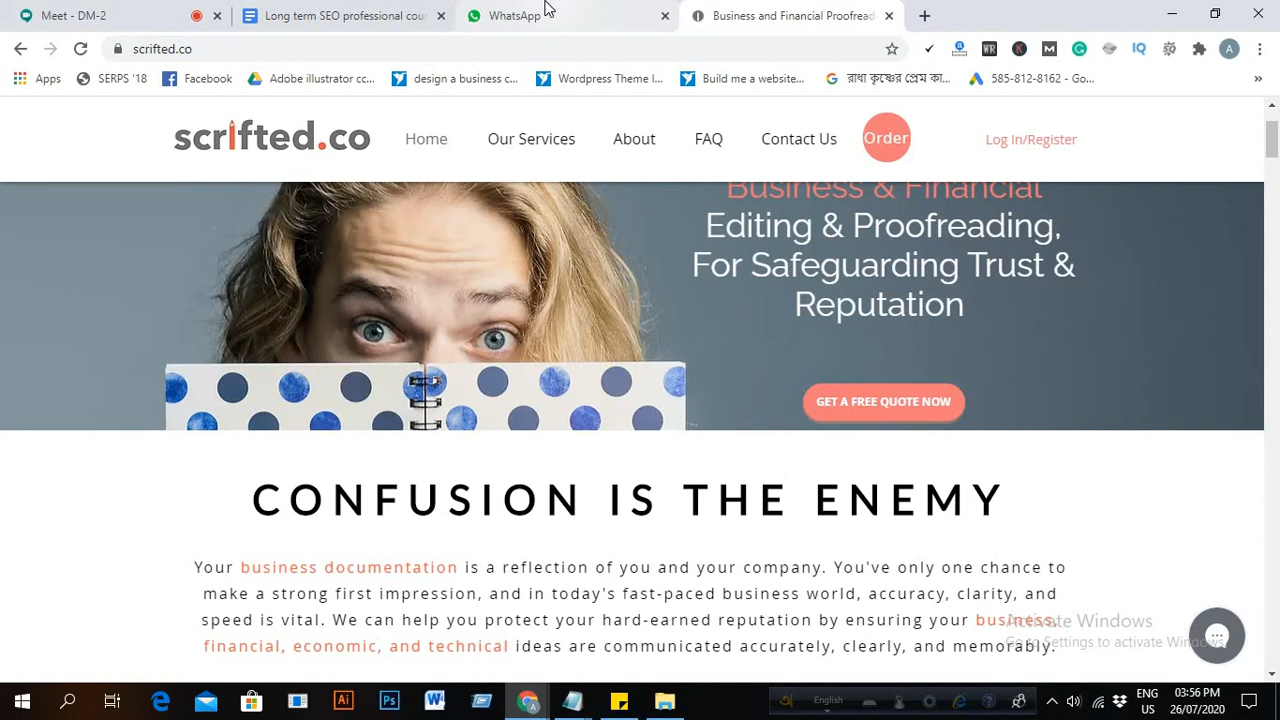 Meet - DM-2
Long term SEO professional cour
WhatsApp
Business and Financial Proofread
scrifted.co
Apps
SERPS '18
Facebook
Adobe illustrator cc...
design a business c...
Wordpress Theme I...
Build me a website...
রাধা কৃষ্ণের প্রেম কা...
585-812-8162 - Go...
»
scrifted.co
Home
Our Services
About
FAQ
Contact Us
Order
Log In/Register
Business & Financial
Editing & Proofreading,
For Safeguarding Trust &
Reputation
GET A FREE QUOTE NOW
CONFUSION IS THE ENEMY
Your business documentation is a reflection of you and your company. You've only one chance to
make a strong first impression, and in today's fast-paced business world, accuracy, clarity, and
speed is vital. We can help you protect your hard-earned reputation by ensuring your business,
financial, economic, and technical ideas are communicated accurately, clearly, and memorably.
Activate Windows
Go to Settings to activate Windows.
English
ENG
US
03:56 PM
26/07/2020